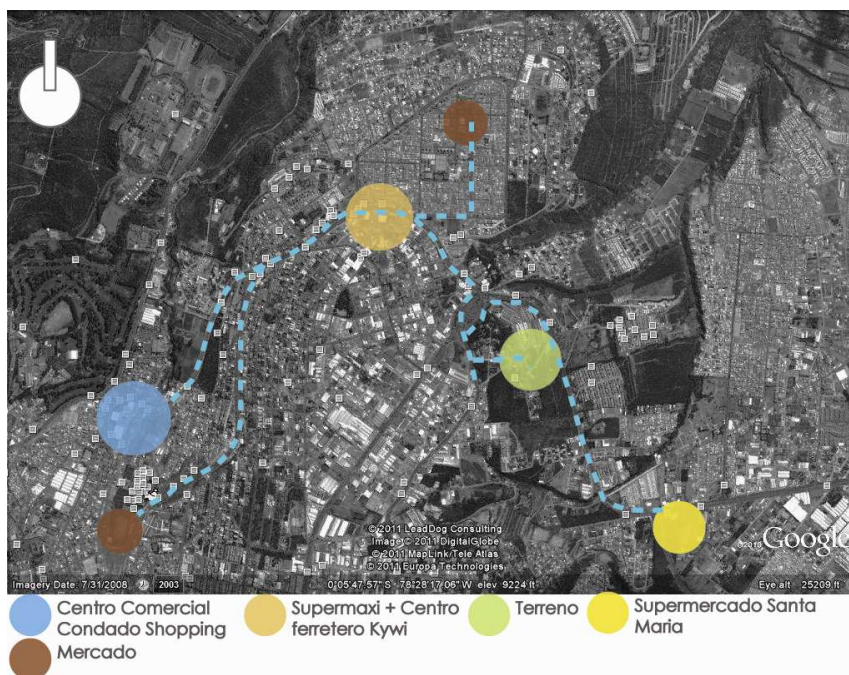 © 2011 LeadDog Consulting
Image © 2011 DigitalGlobe
© 2011 MapLink/Tele Atlas
© 2011 Europa Technologies
©2010 Google
Imagery Date: 7/31/2008 2003 0°05'47.57" S - 78°28'17.06" W elev 9224 ft Eye alt 25209 ft
Centro Comercial
Condado Shopping
Supermaxi + Centro
ferretero Kywi
Terreno
Supermercado Santa
Maria
Mercado